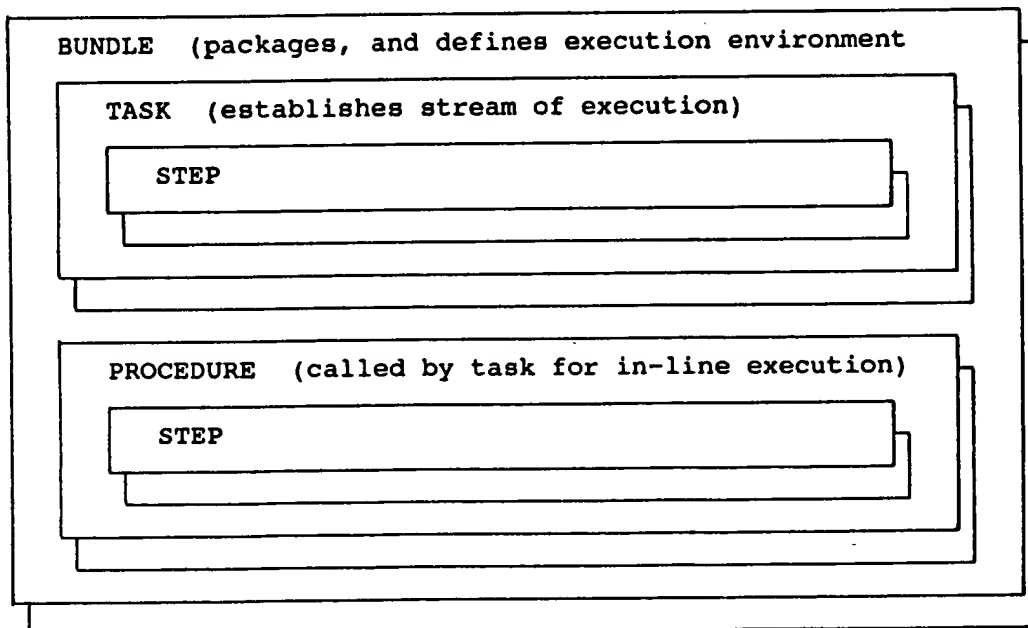 BUNDLE (packages, and defines execution environment
TASK (establishes stream of execution)
STEP
PROCEDURE (called by task for in-line execution)
STEP